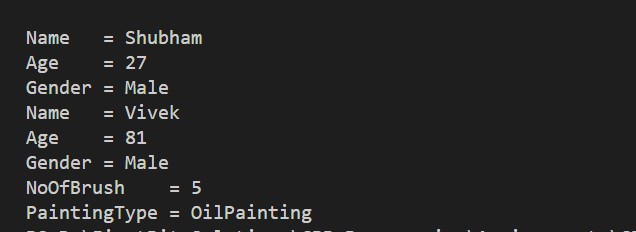 Name   = Shubham
Age    = 27
Gender = Male
Name   = Vivek
Age    = 81
Gender = Male
NoOfBrush    = 5
PaintingType = OilPainting